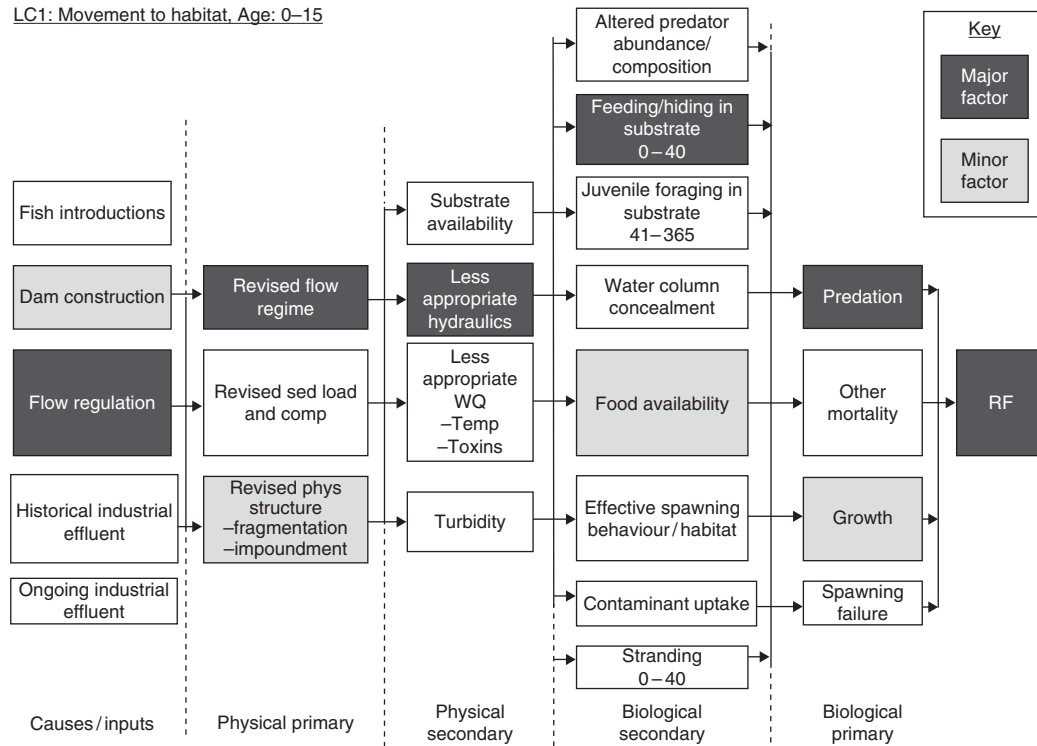 LC1: Movement to habitat, Age: 0–15
Fish introductions
Dam construction
Flow regulation
Historical industrial
effluent
Ongoing industrial
effluent
Causes/inputs
Revised flow
regime
Revised sed load
and comp
Revised phys
structure
–fragmentation
–impoundment
Physical primary
Substrate
availability
Less
appropriate
hydraulics
Less
appropriate
WQ
–Temp
–Toxins
Turbidity
Physical
secondary
Altered predator
abundance/
composition
Feeding/hiding in
substrate
0–40
Juvenile foraging in
substrate
41–365
Water column
concealment
Food availability
Effective spawning
behaviour/habitat
Contaminant uptake
Stranding
0–40
Biological
secondary
Predation
Other
mortality
Growth
Spawning
failure
Biological
primary
RF
Key
Major
factor
Minor
factor